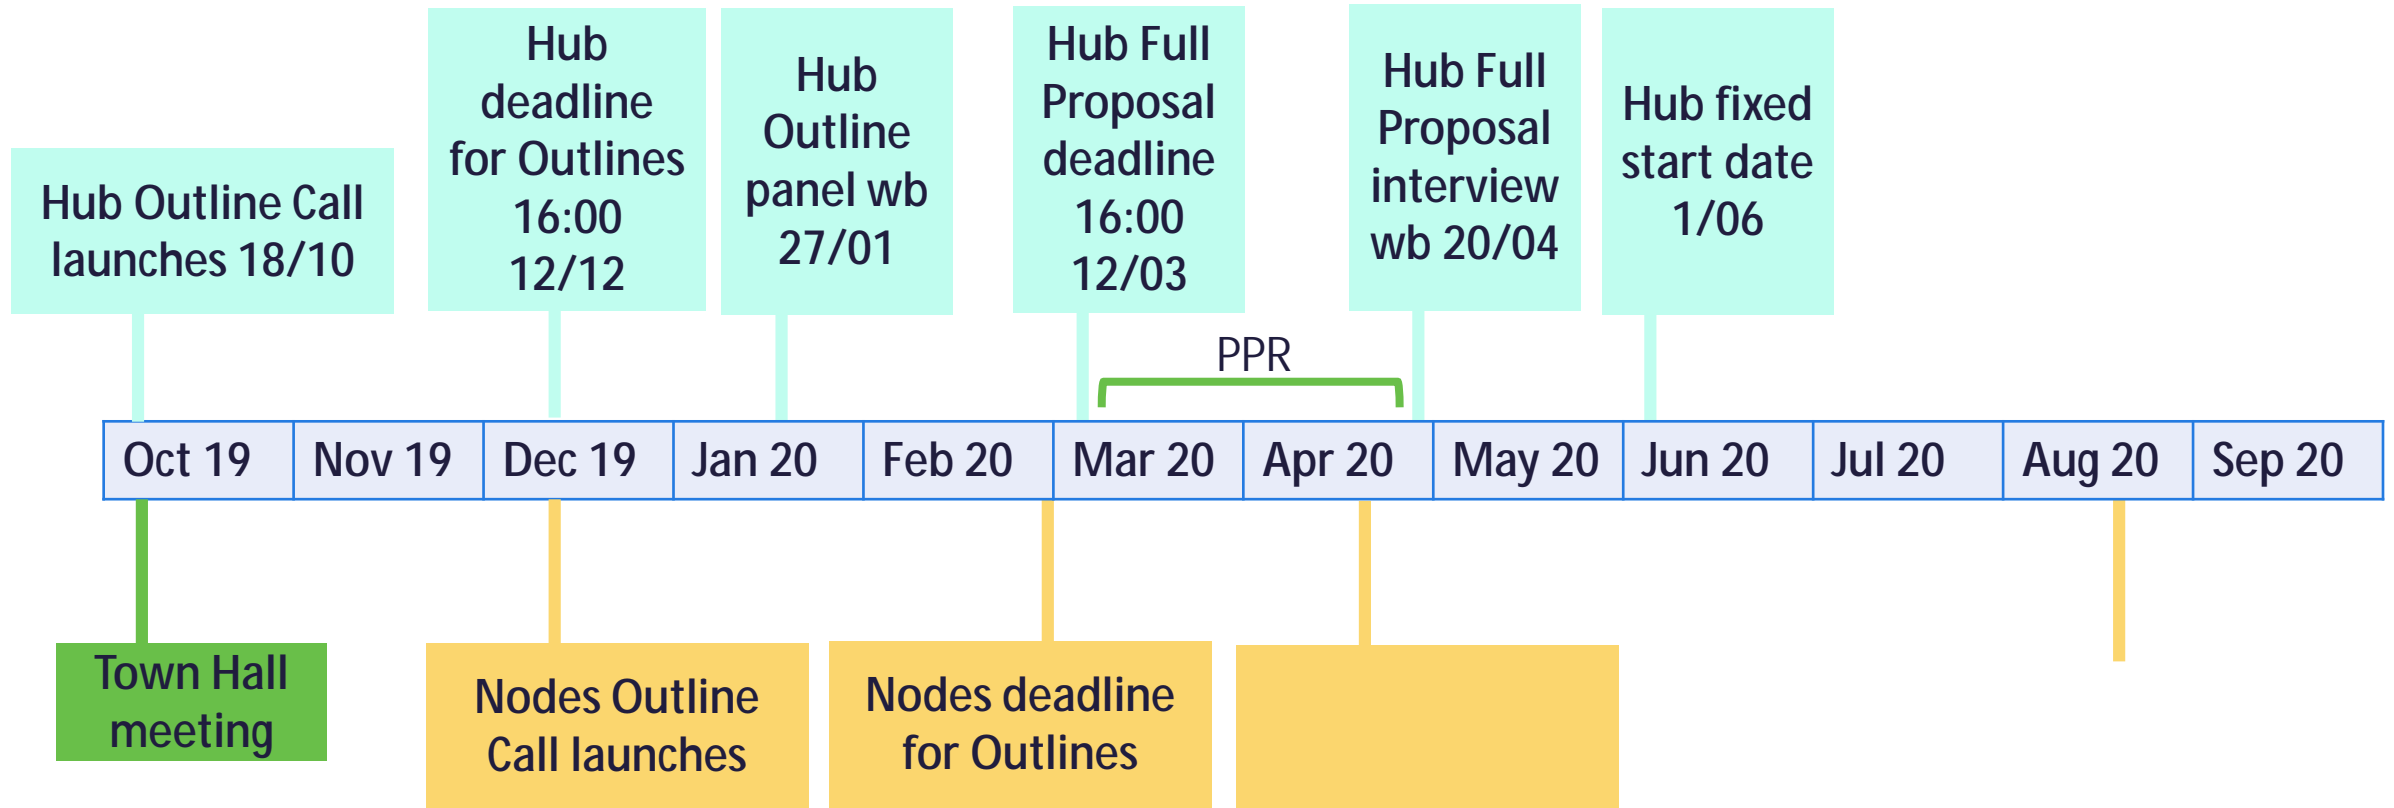 Hub Outline Call
launches 18/10
Hub
deadline
for Outlines
16:00
12/12
Hub
Outline
panel wb
27/01
Hub Full
Proposal
deadline
16:00
12/03
Hub Full
Proposal
interview
wb 20/04
Hub fixed
start date
1/06
PPR
Oct 19
Nov 19
Dec 19
Jan 20
Feb 20
Mar 20
Apr 20
May 20
Jun 20
Jul 20
Aug 20
Sep 20
Town Hall
meeting
Nodes Outline
Call launches
Nodes deadline
for Outlines